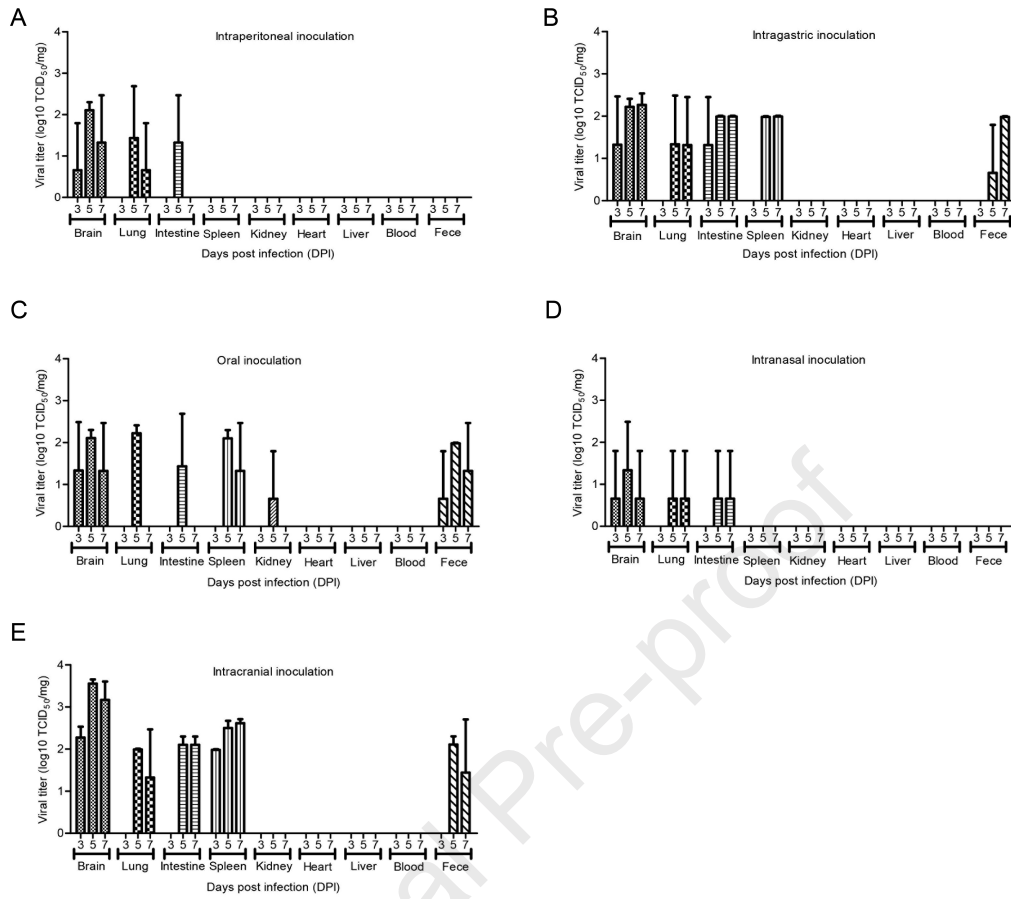 A
Intraperitoneal inoculation
Viral titer (log10 TCID50/mg)
4
3
2
1
0
3 5 7 3 5 7 3 5 7 3 5 7 3 5 7 3 5 7 3 5 7 3 5 7 3 5 7
Brain Lung Intestine Spleen Kidney Heart Liver Blood Fece
Days post infection (DPI)
B
Intragastric inoculation
Viral titer (log10 TCID50/mg)
4
3
2
1
0
3 5 7 3 5 7 3 5 7 3 5 7 3 5 7 3 5 7 3 5 7 3 5 7 3 5 7
Brain Lung Intestine Spleen Kidney Heart Liver Blood Fece
Days post infection (DPI)
C
Oral inoculation
Viral titer (log10 TCID50/mg)
4
3
2
1
0
3 5 7 3 5 7 3 5 7 3 5 7 3 5 7 3 5 7 3 5 7 3 5 7 3 5 7
Brain Lung Intestine Spleen Kidney Heart Liver Blood Fece
Days post infection (DPI)
D
Intranasal inoculation
Viral titer (log10 TCID50/mg)
4
3
2
1
0
3 5 7 3 5 7 3 5 7 3 5 7 3 5 7 3 5 7 3 5 7 3 5 7 3 5 7
Brain Lung Intestine Spleen Kidney Heart Liver Blood Fece
Days post infection (DPI)
E
Intracranial inoculation
Viral titer (log10 TCID50/mg)
4
3
2
1
0
3 5 7 3 5 7 3 5 7 3 5 7 3 5 7 3 5 7 3 5 7 3 5 7 3 5 7
Brain Lung Intestine Spleen Kidney Heart Liver Blood Fece
Days post infection (DPI)
al Pre-proof